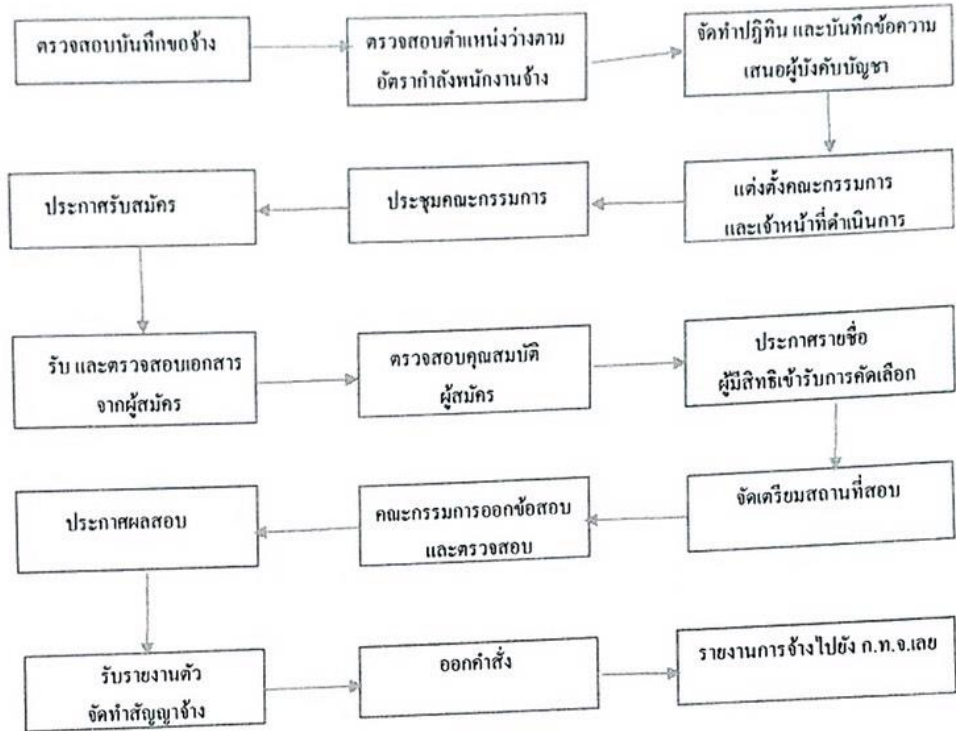 ตรวจสอบบันทึกขอจ้าง
ตรวจสอบตำแหน่งว่างตาม
อัตรากำลังพนักงานจ้าง
จัดทำปฏิทิน และบันทึกข้อความ
เสนอผู้บังคับบัญชา
แต่งตั้งคณะกรรมการ
และเจ้าหน้าที่ดำเนินการ
ประชุมคณะกรรมการ
ประกาศรับสมัคร
รับ และตรวจสอบเอกสาร
จากผู้สมัคร
ตรวจสอบคุณสมบัติ
ผู้สมัคร
ประกาศรายชื่อ
ผู้มีสิทธิเข้ารับการคัดเลือก
จัดเตรียมสถานที่สอบ
คณะกรรมการออกข้อสอบ
และตรวจสอบ
ประกาศผลสอบ
รับรายงานตัว
จัดทำสัญญาจ้าง
ออกคำสั่ง
รายงานการจ้างไปยัง ก.ท.จ.เลย